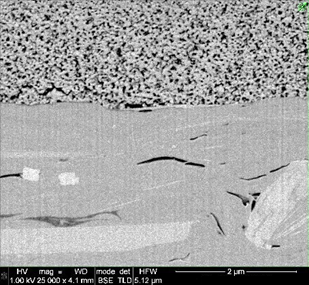 HV mag = WD mode det HFW 2 µm
1.00 kV 25 000 x 4.1 mm BSE TLD 5.12 µm